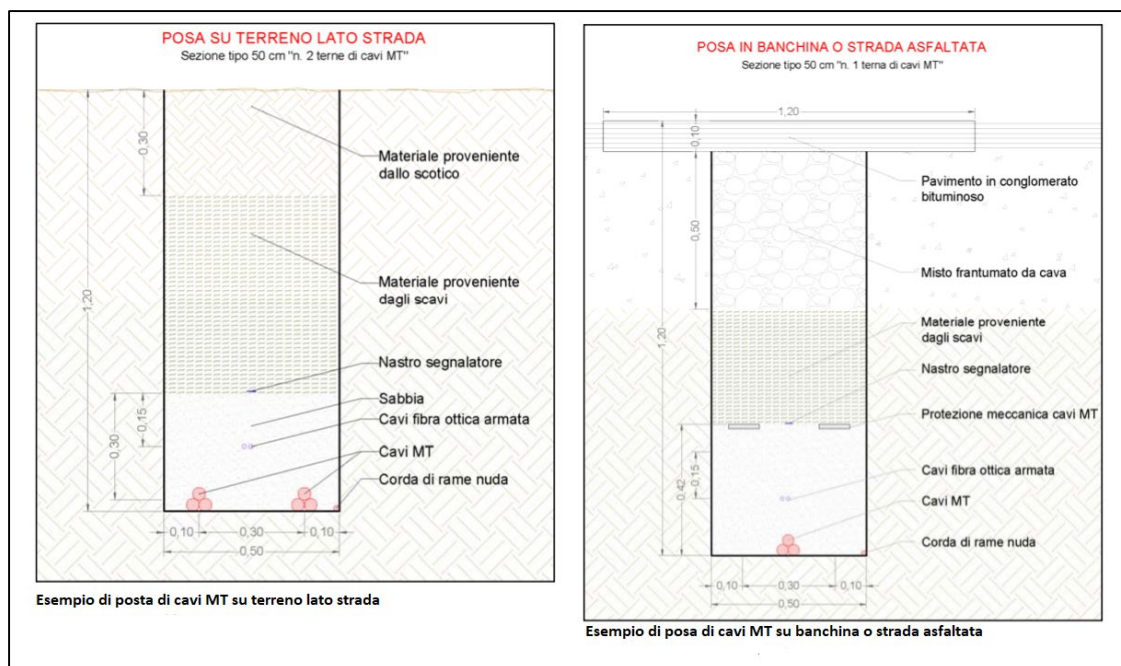 POSA SU TERRENO LATO STRADA
Sezione tipo 50 cm "n. 2 terne di cavi MT"
1,20
0,30
Materiale proveniente
dallo scotico
Materiale proveniente
dagli scavi
Nastro segnalatore
Sabbia
Cavi fibra ottica armata
Cavi MT
Corda di rame nuda
0,30
0,15
0,10
0,30
0,10
0,50
Esempio di posta di cavi MT su terreno lato strada
POSA IN BANCHINA O STRADA ASFALTATA
Sezione tipo 50 cm "n. 1 terna di cavi MT"
1,20
0,10
0,50
1,20
Pavimento in conglomerato
bituminoso
Misto frantumato da cava
Materiale proveniente
dagli scavi
Nastro segnalatore
Protezione meccanica cavi MT
Cavi fibra ottica armata
Cavi MT
Corda di rame nuda
0,42
0,15
0,10
0,30
0,10
0,50
Esempio di posa di cavi MT su banchina o strada asfaltata